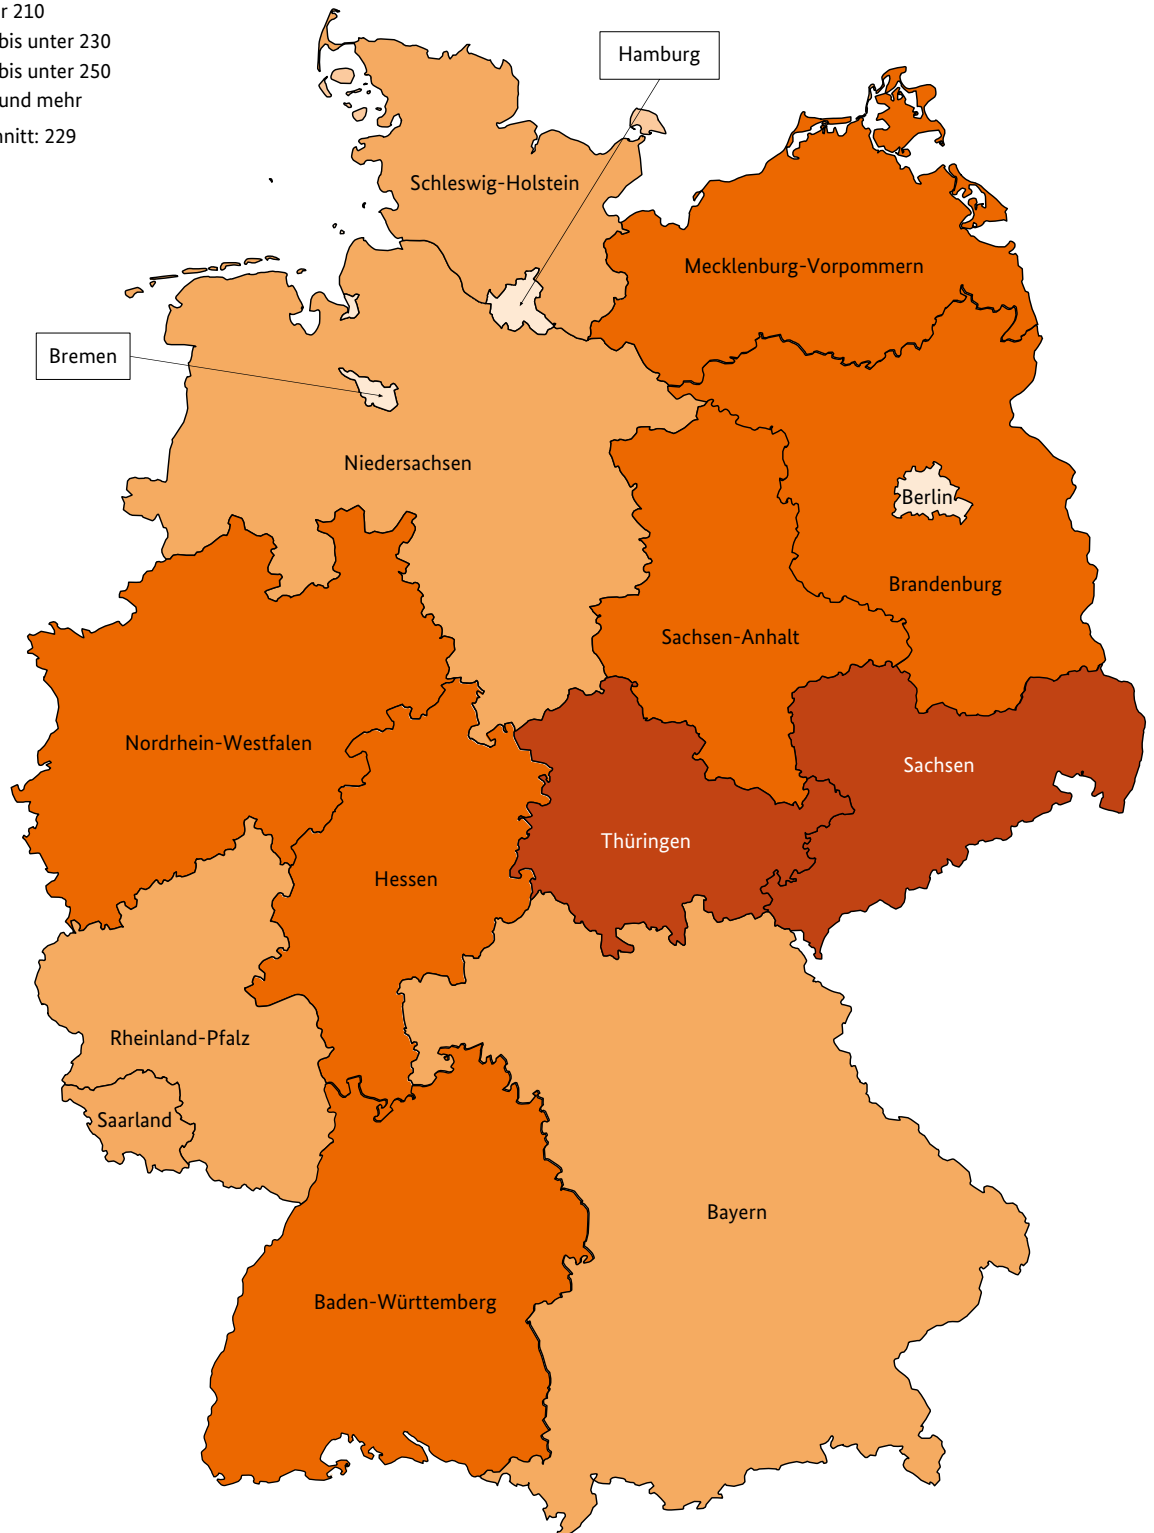 r 210
bis unter 230
bis unter 250
und mehr
nitt: 229
Hamburg
Schleswig-Holstein
Mecklenburg-Vorpommern
Bremen
Niedersachsen
Berlin
Brandenburg
Sachsen-Anhalt
Nordrhein-Westfalen
Sachsen
Thüringen
Hessen
Rheinland-Pfalz
Saarland
Bayern
Baden-Württemberg